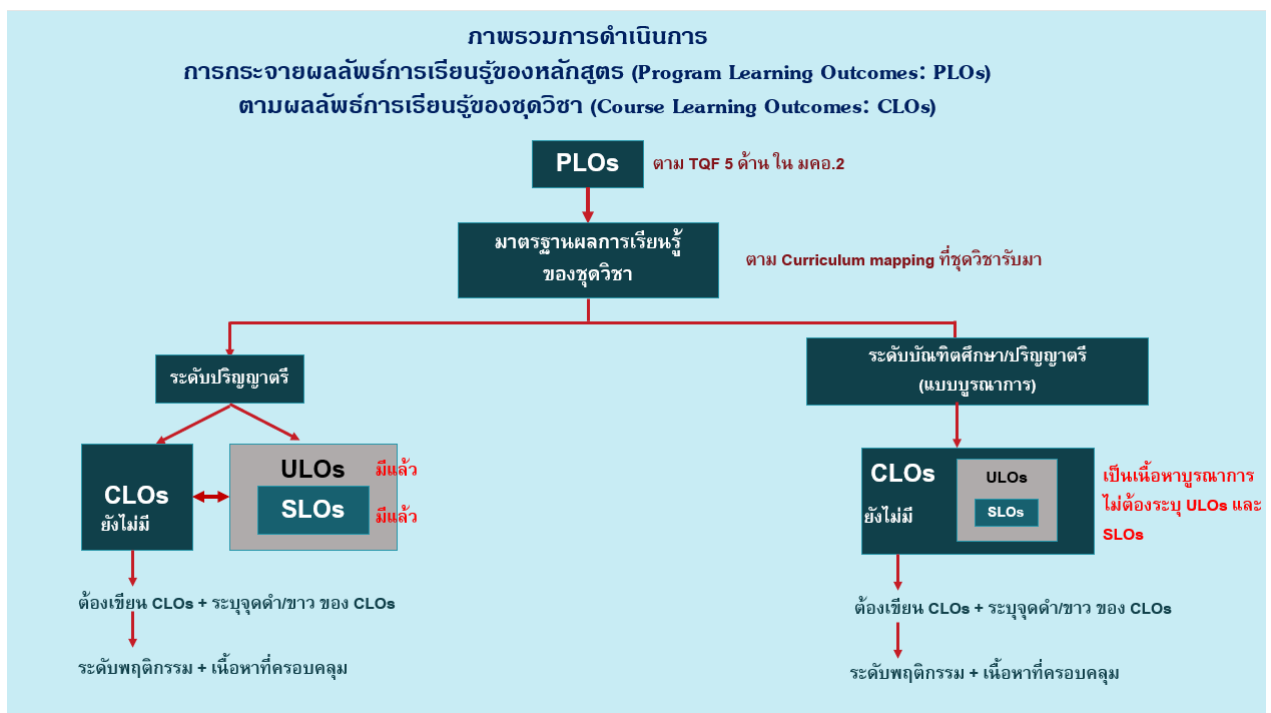 ภาพรวมการดำเนินการ
การกระจายผลลัพธ์การเรียนรู้ของหลักสูตร (Program Learning Outcomes: PLOs)
ตามผลลัพธ์การเรียนรู้ของชุดวิชา (Course Learning Outcomes: CLOs)
PLOs
ตาม TQF 5 ด้าน ใน มคอ.2
มาตรฐานผลการเรียนรู้
ของชุดวิชา
ตาม Curriculum mapping ที่ชุดวิชารับมา
ระดับปริญญาตรี
CLOs
ยังไม่มี
ULOs
มีแล้ว
SLOs
มีแล้ว
ต้องเขียน CLOs + ระบุจุดดำ/ขาว ของ CLOs
ระดับพฤติกรรม + เนื้อหาที่ครอบคลุม
ระดับบัณฑิตศึกษา/ปริญญาตรี
(แบบบูรณาการ)
CLOs
ยังไม่มี
ULOs
SLOs
เป็นเนื้อหาบูรณาการ
ไม่ต้องระบุ ULOs และ
SLOs
ต้องเขียน CLOs + ระบุจุดดำ/ขาว ของ CLOs
ระดับพฤติกรรม + เนื้อหาที่ครอบคลุม